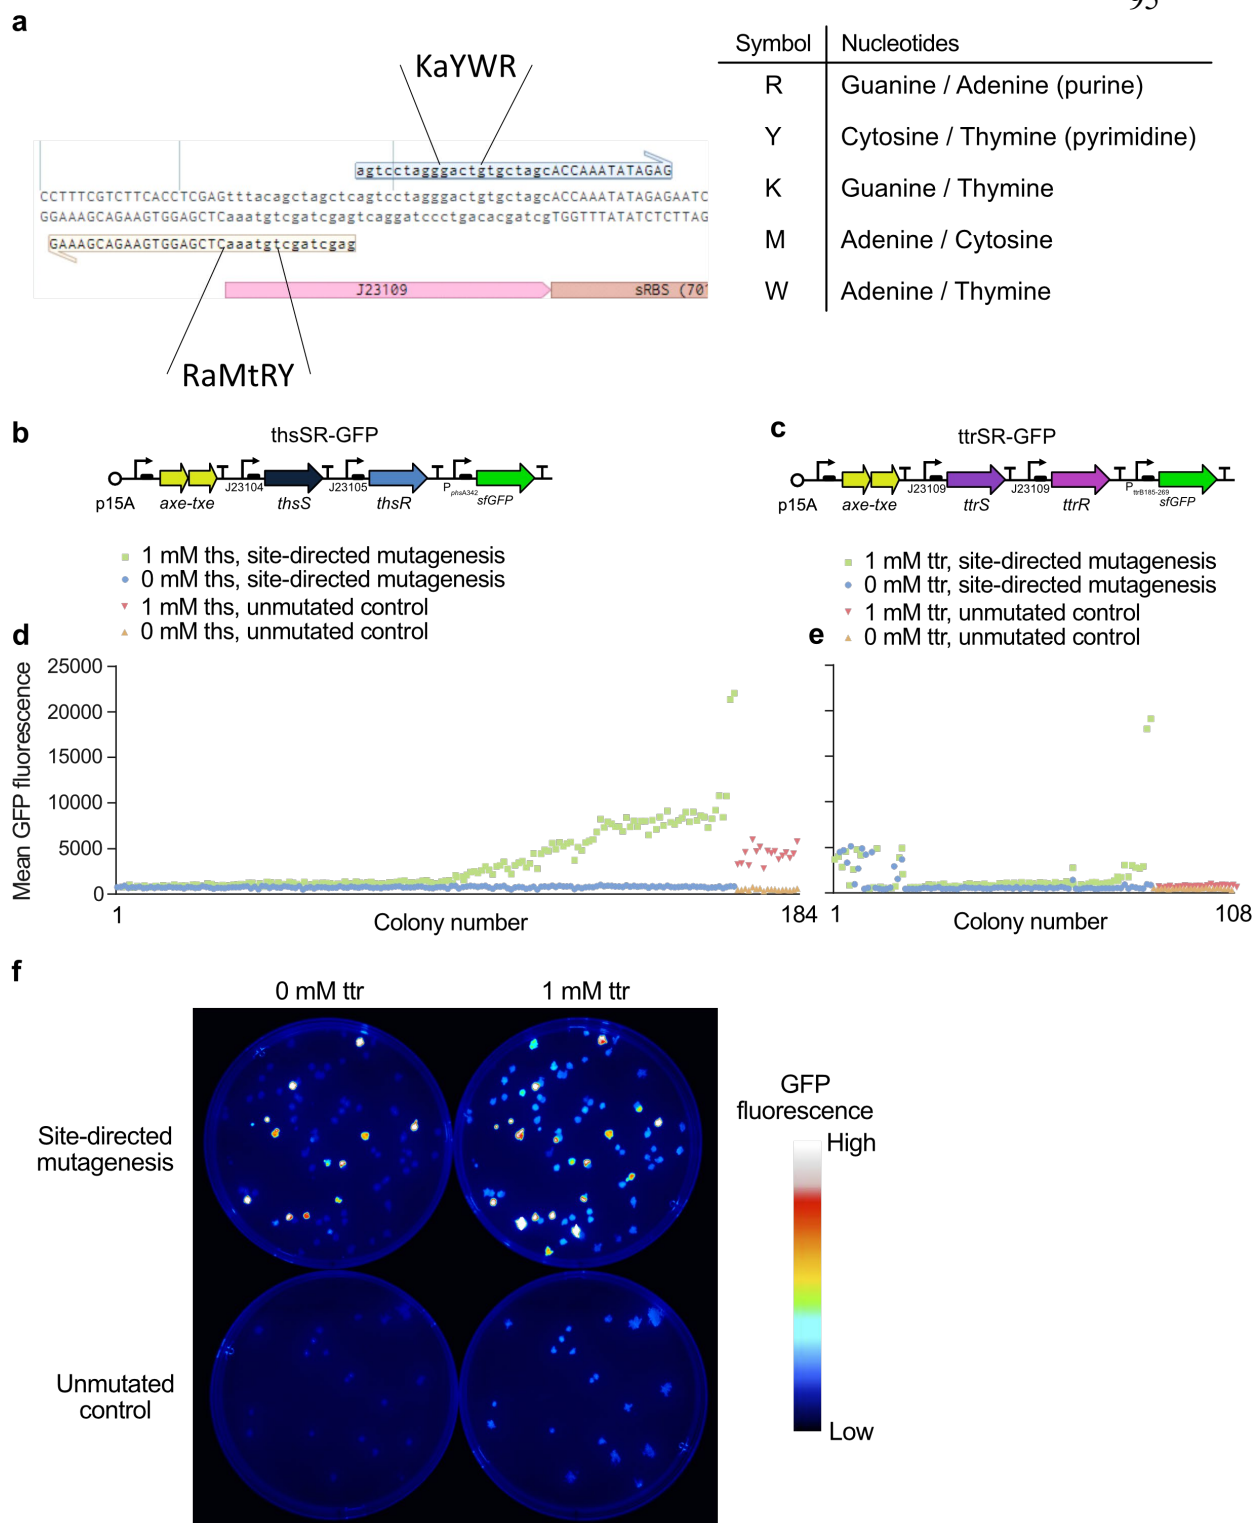 95
a
KaYWR
Symbol Nucleotides
R Guanine / Adenine (purine)
Y Cytosine / Thymine (pyrimidine)
K Guanine / Thymine
M Adenine / Cytosine
W Adenine / Thymine
agtcctagggactgtgctagcACCAAATATAGAG
CCTTTCGTCTTCACCTCGAGtttacagctagctcagtcctagggactgtgctagcACCAAATATAGAGAATC
GGAAAGCAGAAGTGGAGCTCaaatgtcgatcgagtcaggatccctgacacgatcgTGGTTTATATCTCTTAG
GAAAGCAGAAGTGGAGCTCaaatgtcgatcgag
J23109
sRBS (70
RaMtRY
b
thsSR-GFP
p15A
axe-txe
J23104
thsS
J23105
thsR
PphsA342
sfGFP
c
ttrSR-GFP
p15A
axe-txe
J23109
ttrS
J23109
ttrR
PttrB185-269
sfGFP
1 mM ths, site-directed mutagenesis
0 mM ths, site-directed mutagenesis
1 mM ths, unmutated control
0 mM ths, unmutated control
1 mM ttr, site-directed mutagenesis
0 mM ttr, site-directed mutagenesis
1 mM ttr, unmutated control
0 mM ttr, unmutated control
d
Mean GFP fluorescence
25000
20000
15000
10000
5000
0
1
Colony number
184
e
1
Colony number
108
f
0 mM ttr
1 mM ttr
Site-directed
mutagenesis
Unmutated
control
GFP
fluorescence
High
Low